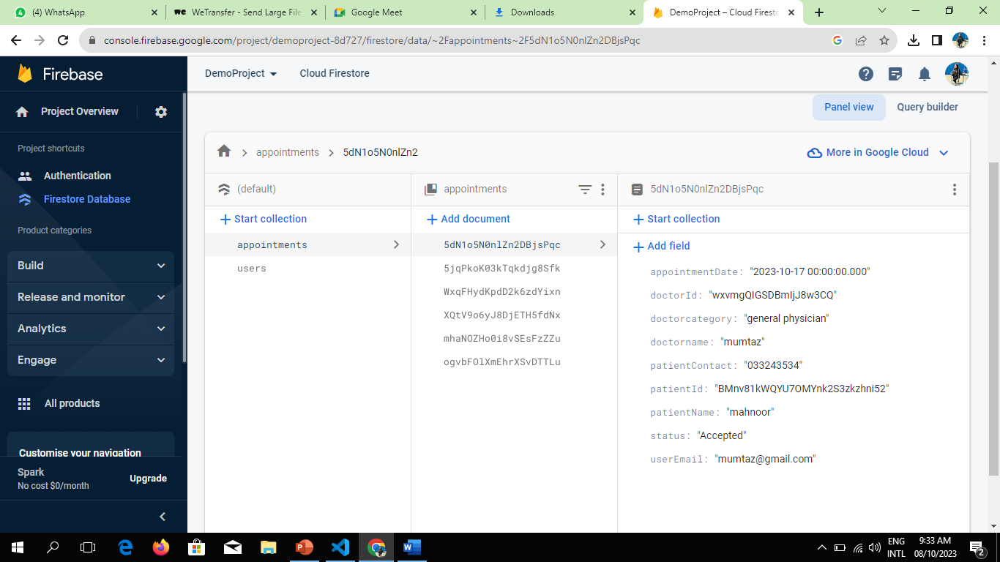 (4) WhatsApp
WeTransfer - Send Large File
Google Meet
Downloads
DemoProject – Cloud Firesto
console.firebase.google.com/project/demoproject-8d727/firestore/data/~2Fappointments~2F5dN1o5N0nlZn2DBjsPqc
Firebase
DemoProject
Cloud Firestore
Project Overview
Panel view
Query builder
Project shortcuts
Authentication
Firestore Database
Product categories
Build
Release and monitor
Analytics
Engage
All products
Customise your navigation
Spark
No cost $0/month
Upgrade
appointments
5dN1o5N0nlZn2
More in Google Cloud
(default)
Start collection
appointments
users
appointments
Add document
5dN1o5N0nlZn2DBjsPqc
5jqPkoK03kTqkdjg8Sfk
WxqFHydKpdD2k6zdYixn
XQtV9o6yJ8DjETH5fdNx
mhaNOZHo0i8vSEsFzZZu
ogvbFOlXmEhrXSvDTTLu
5dN1o5N0nlZn2DBjsPqc
Start collection
Add field
appointmentDate: "2023-10-17 00:00:00.000"
doctorId: "wxvmgQIGSDBmIjJ8w3CQ"
doctorcategory: "general physician"
doctorname: "mumtaz"
patientContact: "033243534"
patientId: "BMnv81kWQYU7OMYnk2S3zkzhni52"
patientName: "mahnoor"
status: "Accepted"
userEmail: "mumtaz@gmail.com"
ENG
INTL
9:33 AM
08/10/2023
2